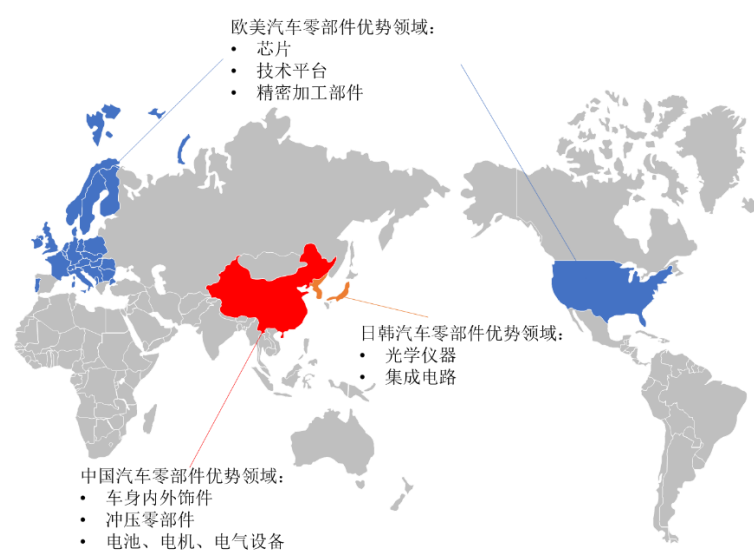 欧美汽车零部件优势领域：
• 芯片
• 技术平台
• 精密加工部件
日韩汽车零部件优势领域：
• 光学仪器
• 集成电路
中国汽车零部件优势领域：
• 车身内外饰件
• 冲压零部件
• 电池、电机、电气设备